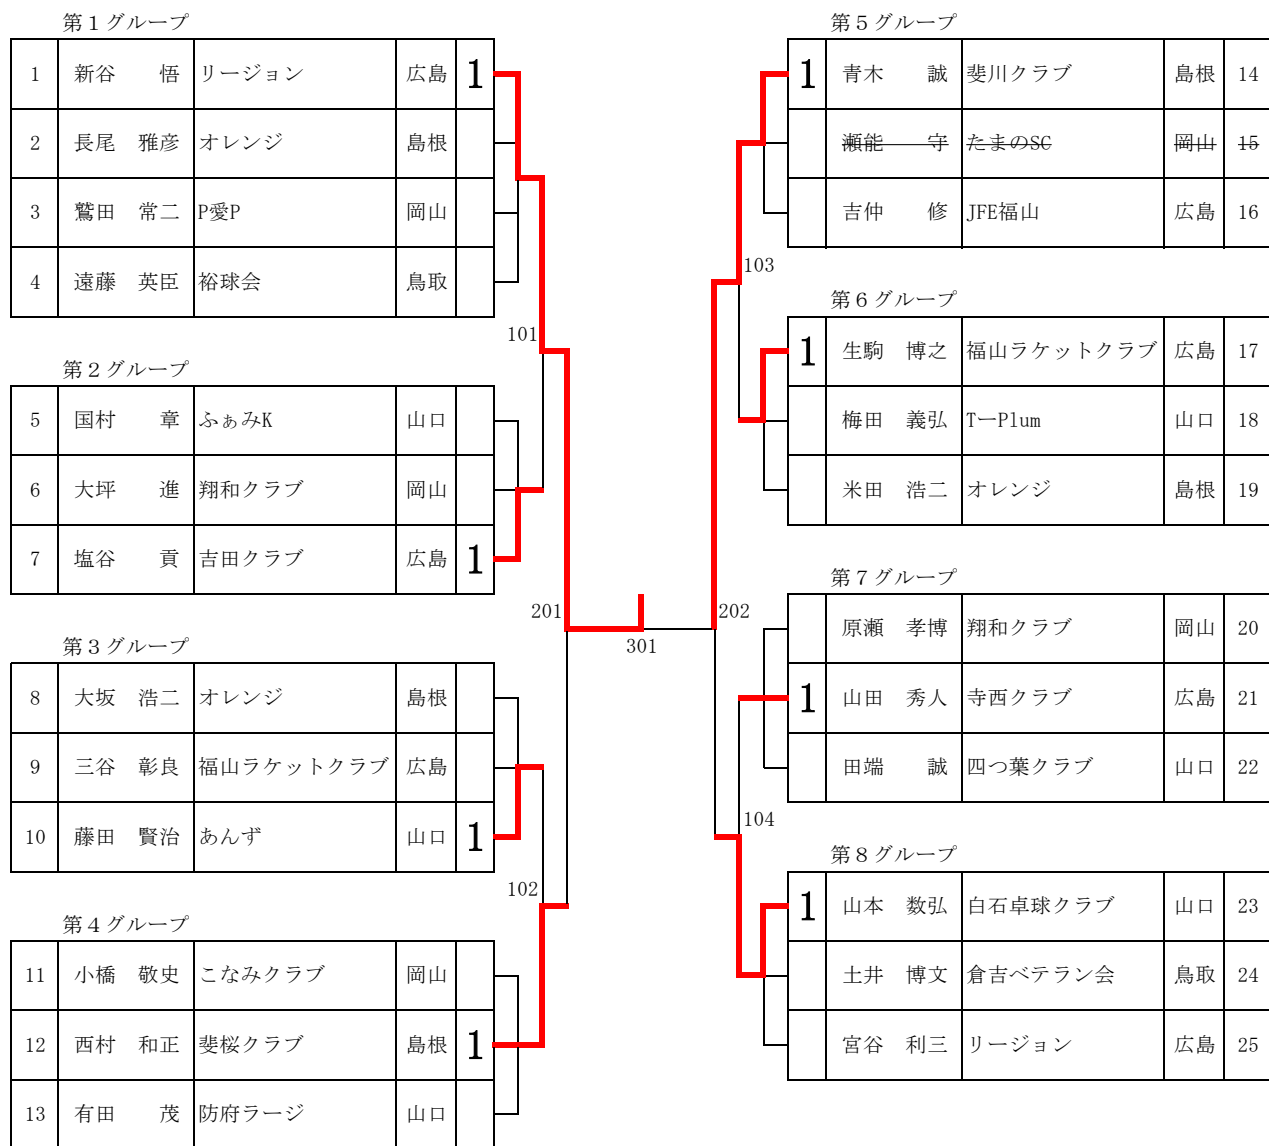 第１グループ
1 新谷　　悟 リージョン 広島 1
2 長尾　雅彦 オレンジ 島根
3 鷲田　常二 P愛P 岡山
4 遠藤　英臣 裕球会 鳥取
101
第２グループ
5 国村　　章 ふぁみK 山口
6 大坪　　進 翔和クラブ 岡山
7 塩谷　　貢 吉田クラブ 広島 1
201
第３グループ
8 大坂　浩二 オレンジ 島根
9 三谷　彰良 福山ラケットクラブ 広島
10 藤田　賢治 あんず 山口 1
102
第４グループ
11 小橋　敬史 こなみクラブ 岡山
12 西村　和正 斐桜クラブ 島根 1
13 有田　　茂 防府ラージ 山口
301
第５グループ
1 青木　　誠 斐川クラブ 島根 14
瀬能　　守 たまのSC 岡山 15
吉仲　　修 JFE福山 広島 16
103
第６グループ
1 生駒　博之 福山ラケットクラブ 広島 17
梅田　義弘 TーPlum 山口 18
米田　浩二 オレンジ 島根 19
202
第７グループ
原瀬　孝博 翔和クラブ 岡山 20
1 山田　秀人 寺西クラブ 広島 21
田端　　誠 四つ葉クラブ 山口 22
104
第８グループ
1 山本　数弘 白石卓球クラブ 山口 23
土井　博文 倉吉ベテラン会 鳥取 24
宮谷　利三 リージョン 広島 25